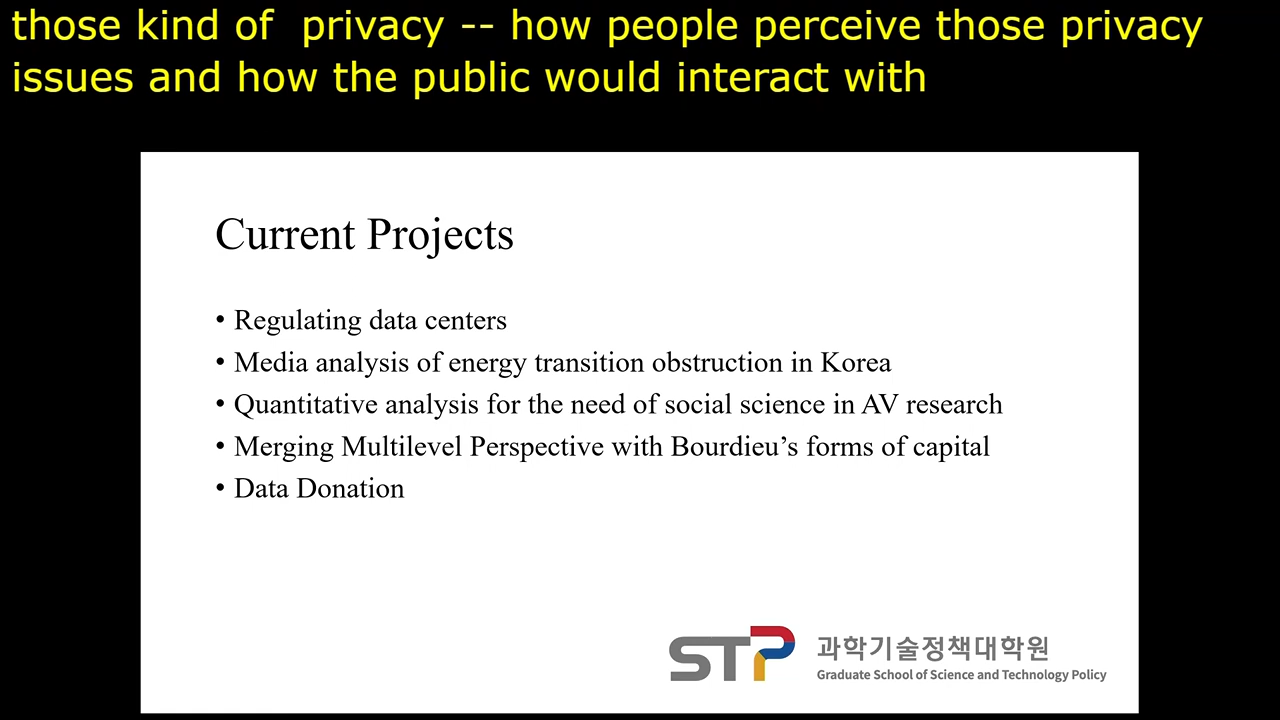 those kind of  privacy -- how people perceive those privacy
issues and how the public would interact with
Current Projects
• Regulating data centers
• Media analysis of energy transition obstruction in Korea
• Quantitative analysis for the need of social science in AV research
• Merging Multilevel Perspective with Bourdieu’s forms of capital
• Data Donation
STP 과학기술정책대학원
Graduate School of Science and Technology Policy